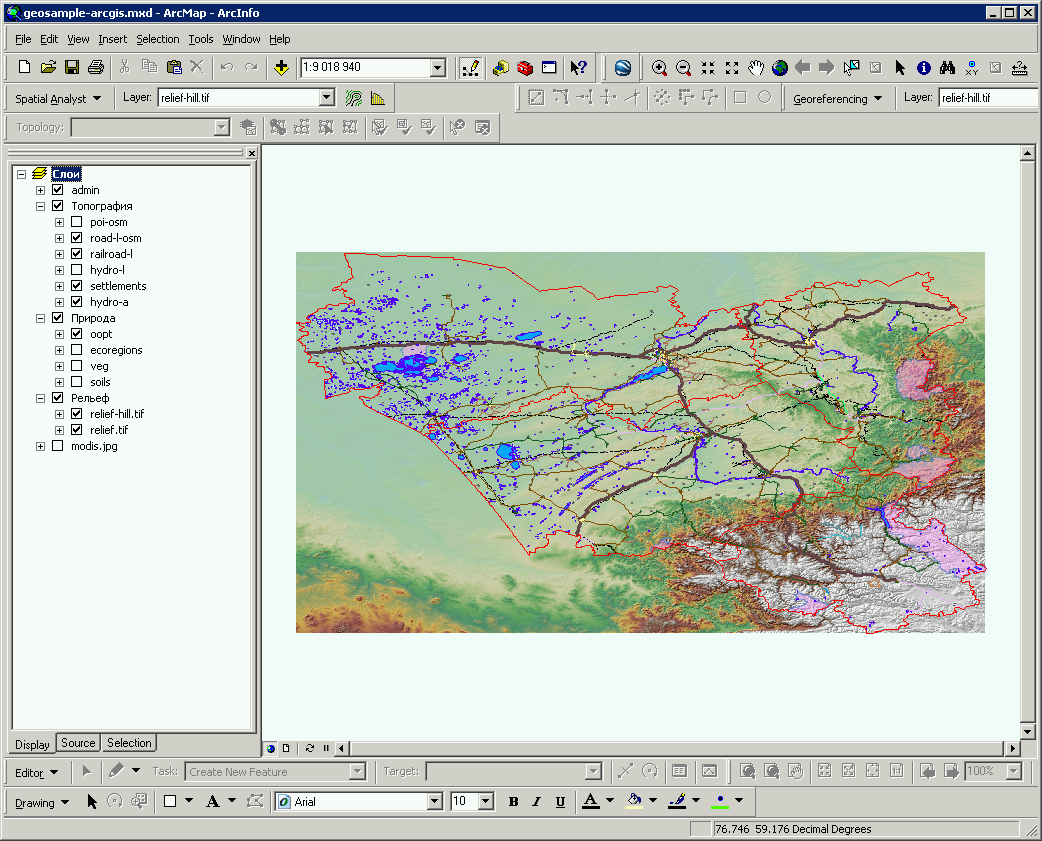 geosample-arcgis.mxd - ArcMap - ArcInfo
File Edit View Insert Selection Tools Window Help
1:9 018 940
Spatial Analyst Layer: relief-hill.tif Georeferencing Layer: relief-hill.tif
Topology:
Слои
admin
Топография
poi-osm
road-l-osm
railroad-l
hydro-l
settlements
hydro-a
Природа
oopt
ecoregions
veg
soils
Рельеф
relief-hill.tif
relief.tif
modis.jpg
Display Source Selection
Editor Task: Create New Feature Target: 100%
Drawing A Arial 10 B I U A
76.746 59.176 Decimal Degrees